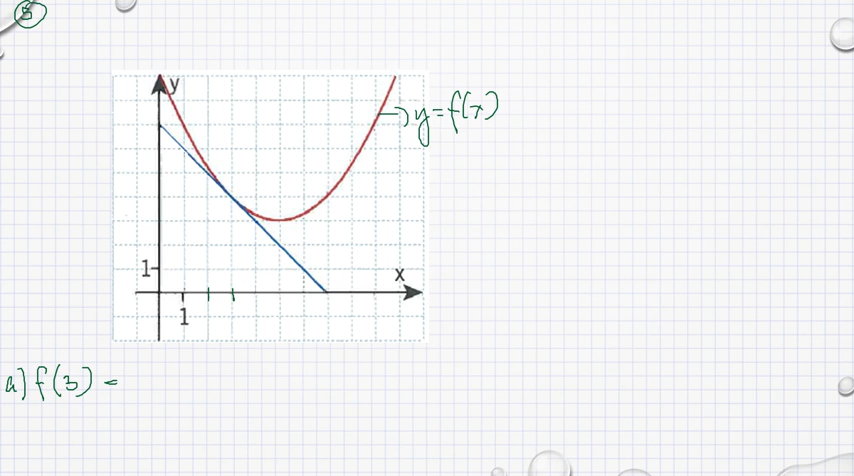 5
y
y=f(x)
1
x
1
a) f(3) =